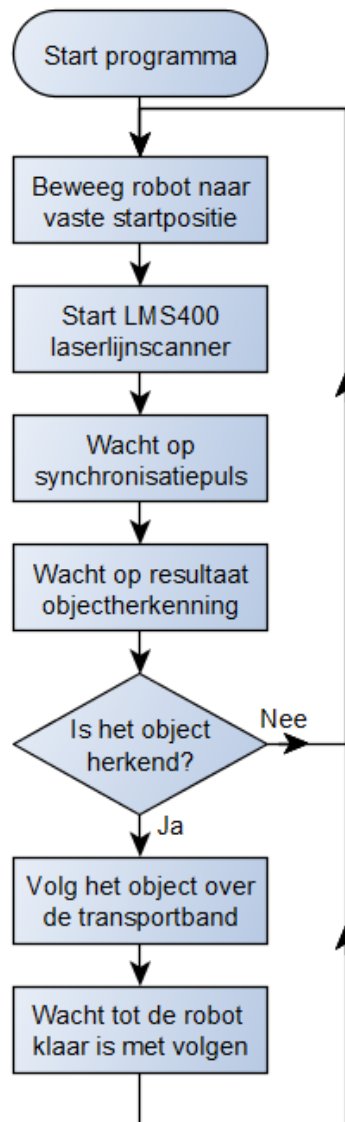 Start programma
Beweeg robot naar
vaste startpositie
Start LMS400
laserlijnscanner
Wacht op
synchronisatiepuls
Wacht op resultaat
objectherkenning
Is het object
herkend?
Nee
Ja
Volg het object over
de transportband
Wacht tot de robot
klaar is met volgen